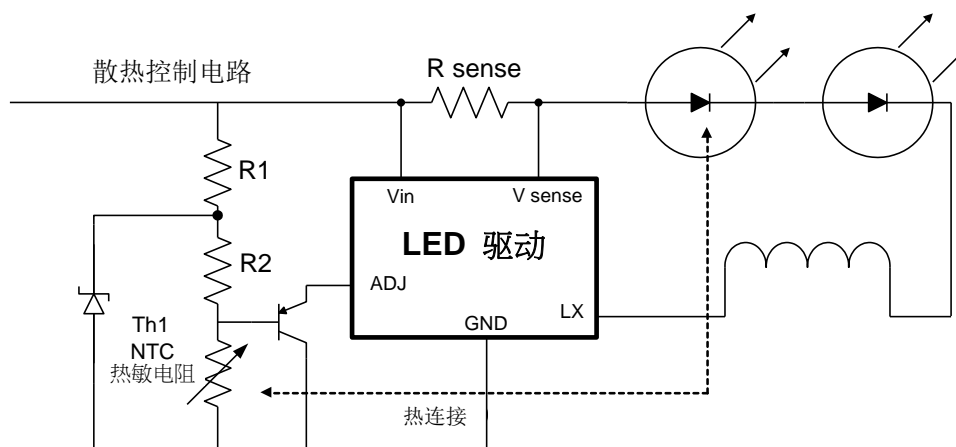 散热控制电路
R sense
R1
Vin
V sense
LED 驱动
R2
ADJ
Th1
NTC
热敏电阻
GND
LX
热连接